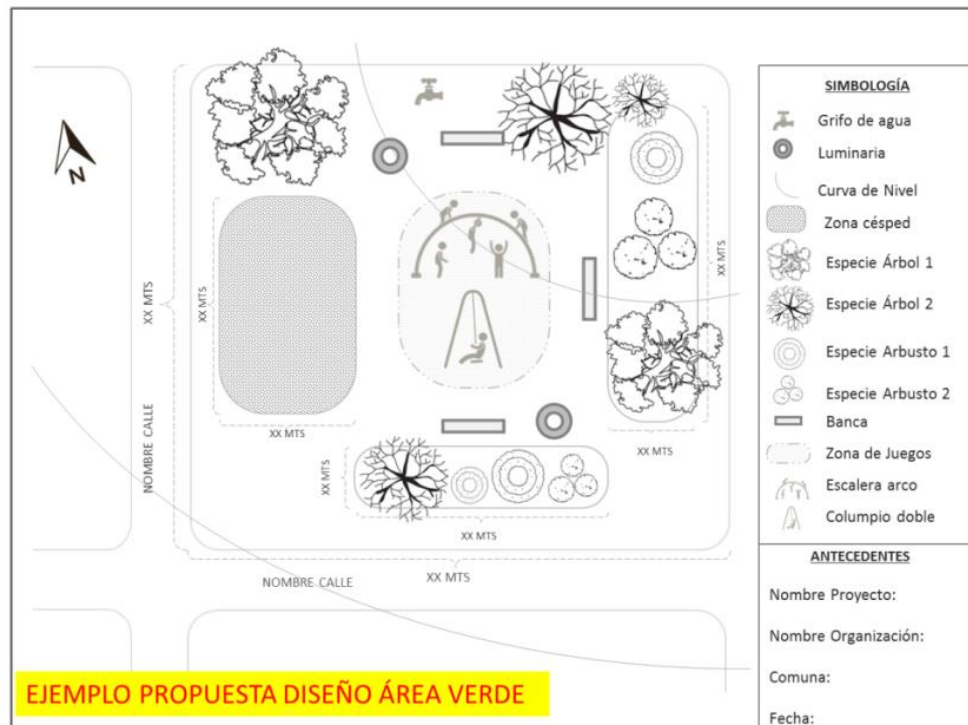 N
XX MTS
XX MTS
XX MTS
NOMBRE CALLE
XX MTS
XX MTS
XX MTS
XX MTS
XX MTS
NOMBRE CALLE
XX MTS
EJEMPLO PROPUESTA DISEÑO ÁREA VERDE
SIMBOLOGÍA
Grifo de agua
Luminaria
Curva de Nivel
Zona césped
Especie Árbol 1
Especie Árbol 2
Especie Arbusto 1
Especie Arbusto 2
Banca
Zona de Juegos
Escalera arco
Columpio doble
ANTECEDENTES
Nombre Proyecto:
Nombre Organización:
Comuna:
Fecha: